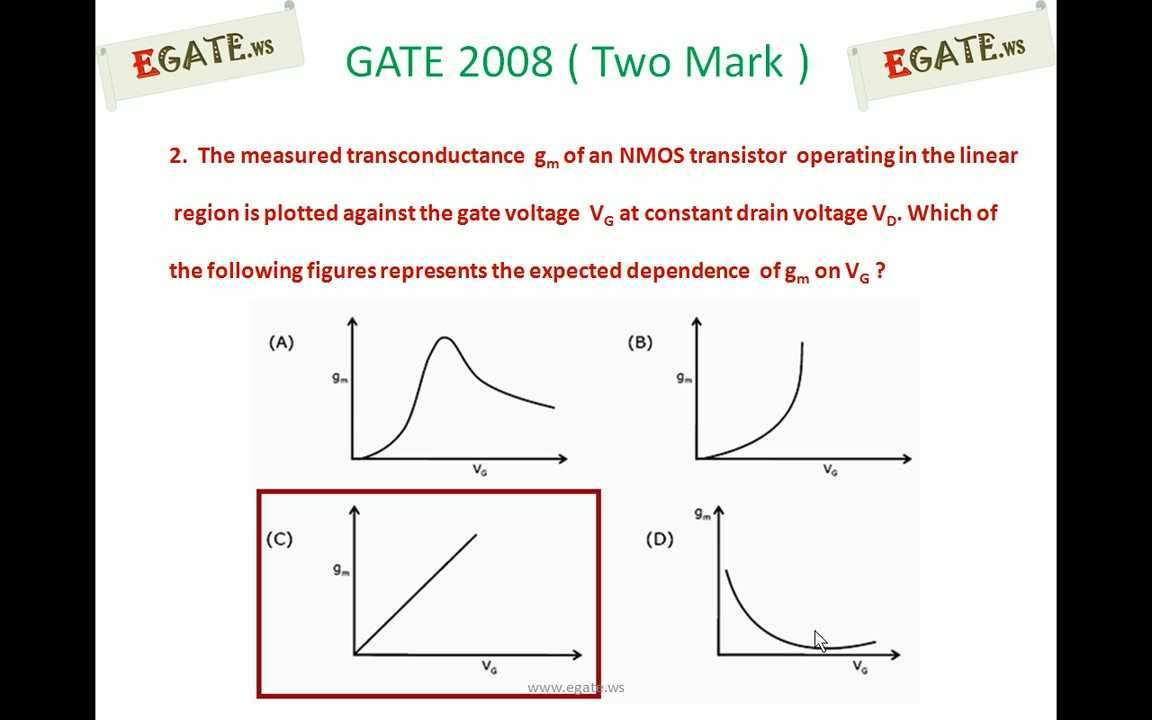 EGATE.ws
GATE 2008 ( Two Mark )
EGATE.ws
2. The measured transconductance gm of an NMOS transistor operating in the linear
region is plotted against the gate voltage VG at constant drain voltage VD. Which of
the following figures represents the expected dependence of gm on VG ?
(A)
gm
VG
(B)
gm
VG
(C)
gm
VG
(D)
gm
VG
www.egate.ws